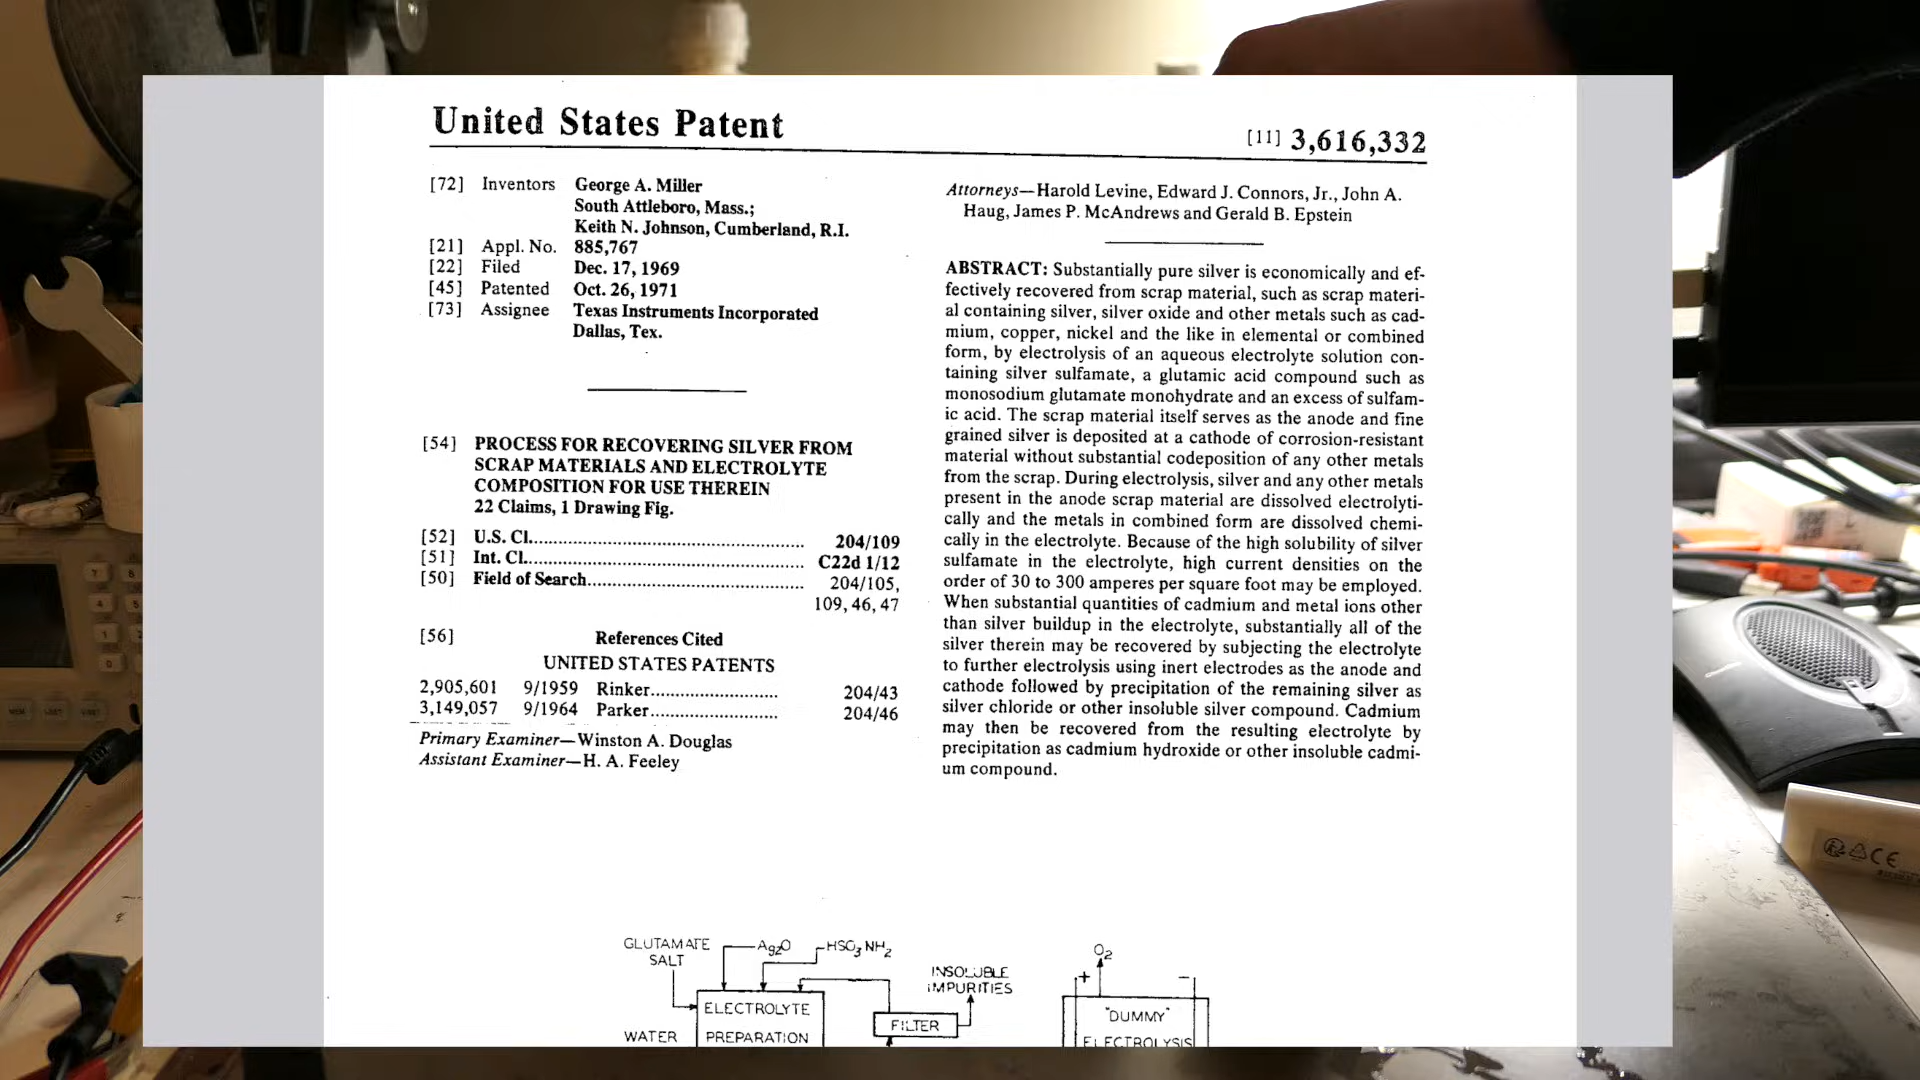 United States Patent
[11] 3,616,332
[72] Inventors George A. Miller
South Attleboro, Mass.;
Keith N. Johnson, Cumberland, R.I.
[21] Appl. No. 885,767
[22] Filed Dec. 17, 1969
[45] Patented Oct. 26, 1971
[73] Assignee Texas Instruments Incorporated
Dallas, Tex.
[54] PROCESS FOR RECOVERING SILVER FROM
SCRAP MATERIALS AND ELECTROLYTE
COMPOSITION FOR USE THEREIN
22 Claims, 1 Drawing Fig.
[52] U.S. Cl. 204/109
[51] Int. Cl. C22d 1/12
[50] Field of Search 204/105,
109, 46, 47
[56] References Cited
UNITED STATES PATENTS
2,905,601 9/1959 Rinker 204/43
3,149,057 9/1964 Parker 204/46
Primary Examiner—Winston A. Douglas
Assistant Examiner—H. A. Feeley
Attorneys—Harold Levine, Edward J. Connors, Jr., John A.
Haug, James P. McAndrews and Gerald B. Epstein
ABSTRACT: Substantially pure silver is economically and ef-
fectively recovered from scrap material, such as scrap materi-
al containing silver, silver oxide and other metals such as cad-
mium, copper, nickel and the like in elemental or combined
form, by electrolysis of an aqueous electrolyte solution con-
taining silver sulfamate, a glutamic acid compound such as
monosodium glutamate monohydrate and an excess of sulfam-
ic acid. The scrap material itself serves as the anode and fine
grained silver is deposited at a cathode of corrosion-resistant
material without substantial codeposition of any other metals
from the scrap. During electrolysis, silver and any other metals
present in the anode scrap material are dissolved electrolyti-
cally and the metals in combined form are dissolved chemi-
cally in the electrolyte. Because of the high solubility of silver
sulfamate in the electrolyte, high current densities on the
order of 30 to 300 amperes per square foot may be employed.
When substantial quantities of cadmium and metal ions other
than silver buildup in the electrolyte, substantially all of the
silver therein may be recovered by subjecting the electrolyte
to further electrolysis using inert electrodes as the anode and
cathode followed by precipitation of the remaining silver as
silver chloride or other insoluble silver compound. Cadmium
may then be recovered from the resulting electrolyte by
precipitation as cadmium hydroxide or other insoluble cadmi-
um compound.
GLUTAMATE
SALT
Ag2O
HSO3NH2
INSOLUBLE
IMPURITIES
O2
+
−
ELECTROLYTE
PREPARATION
FILTER
"DUMMY"
ELECTROLYSIS
WATER
7 8
4 5
1
0
CE